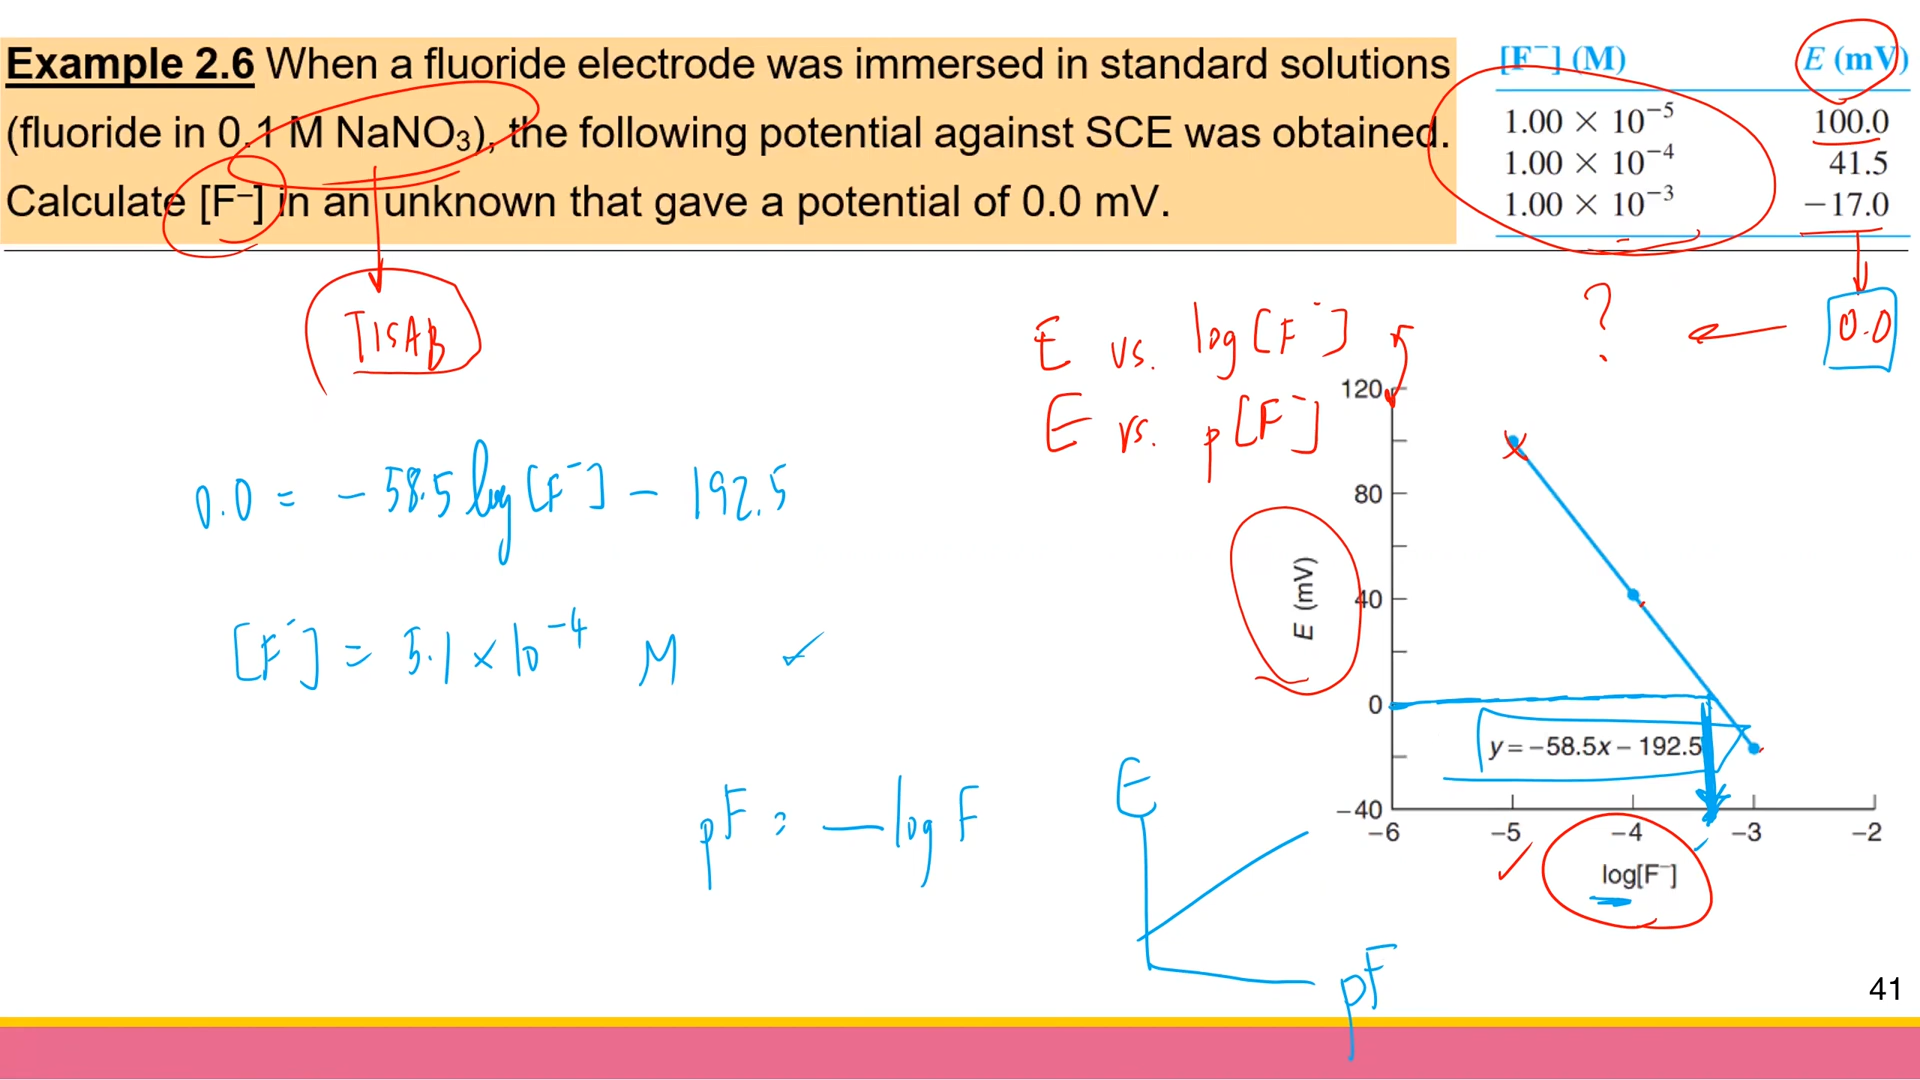 Example 2.6 When a fluoride electrode was immersed in standard solutions
(fluoride in 0.1 M NaNO₃), the following potential against SCE was obtained.
Calculate [F⁻] in an unknown that gave a potential of 0.0 mV.
[F⁻] (M) E (mV)
1.00 × 10⁻⁵ 100.0
1.00 × 10⁻⁴ 41.5
1.00 × 10⁻³ −17.0
TISAB
E vs. log[F⁻]
E vs. p[F⁻]
?
0.0
0.0 = −58.5 log[F⁻] − 192.5
[F⁻] = 5.1 × 10⁻⁴ M ✓
pF = −log F
E
pF
120
80
40
0
−40
E (mV)
y = −58.5x − 192.5
−6 −5 −4 −3 −2
log[F⁻]
41